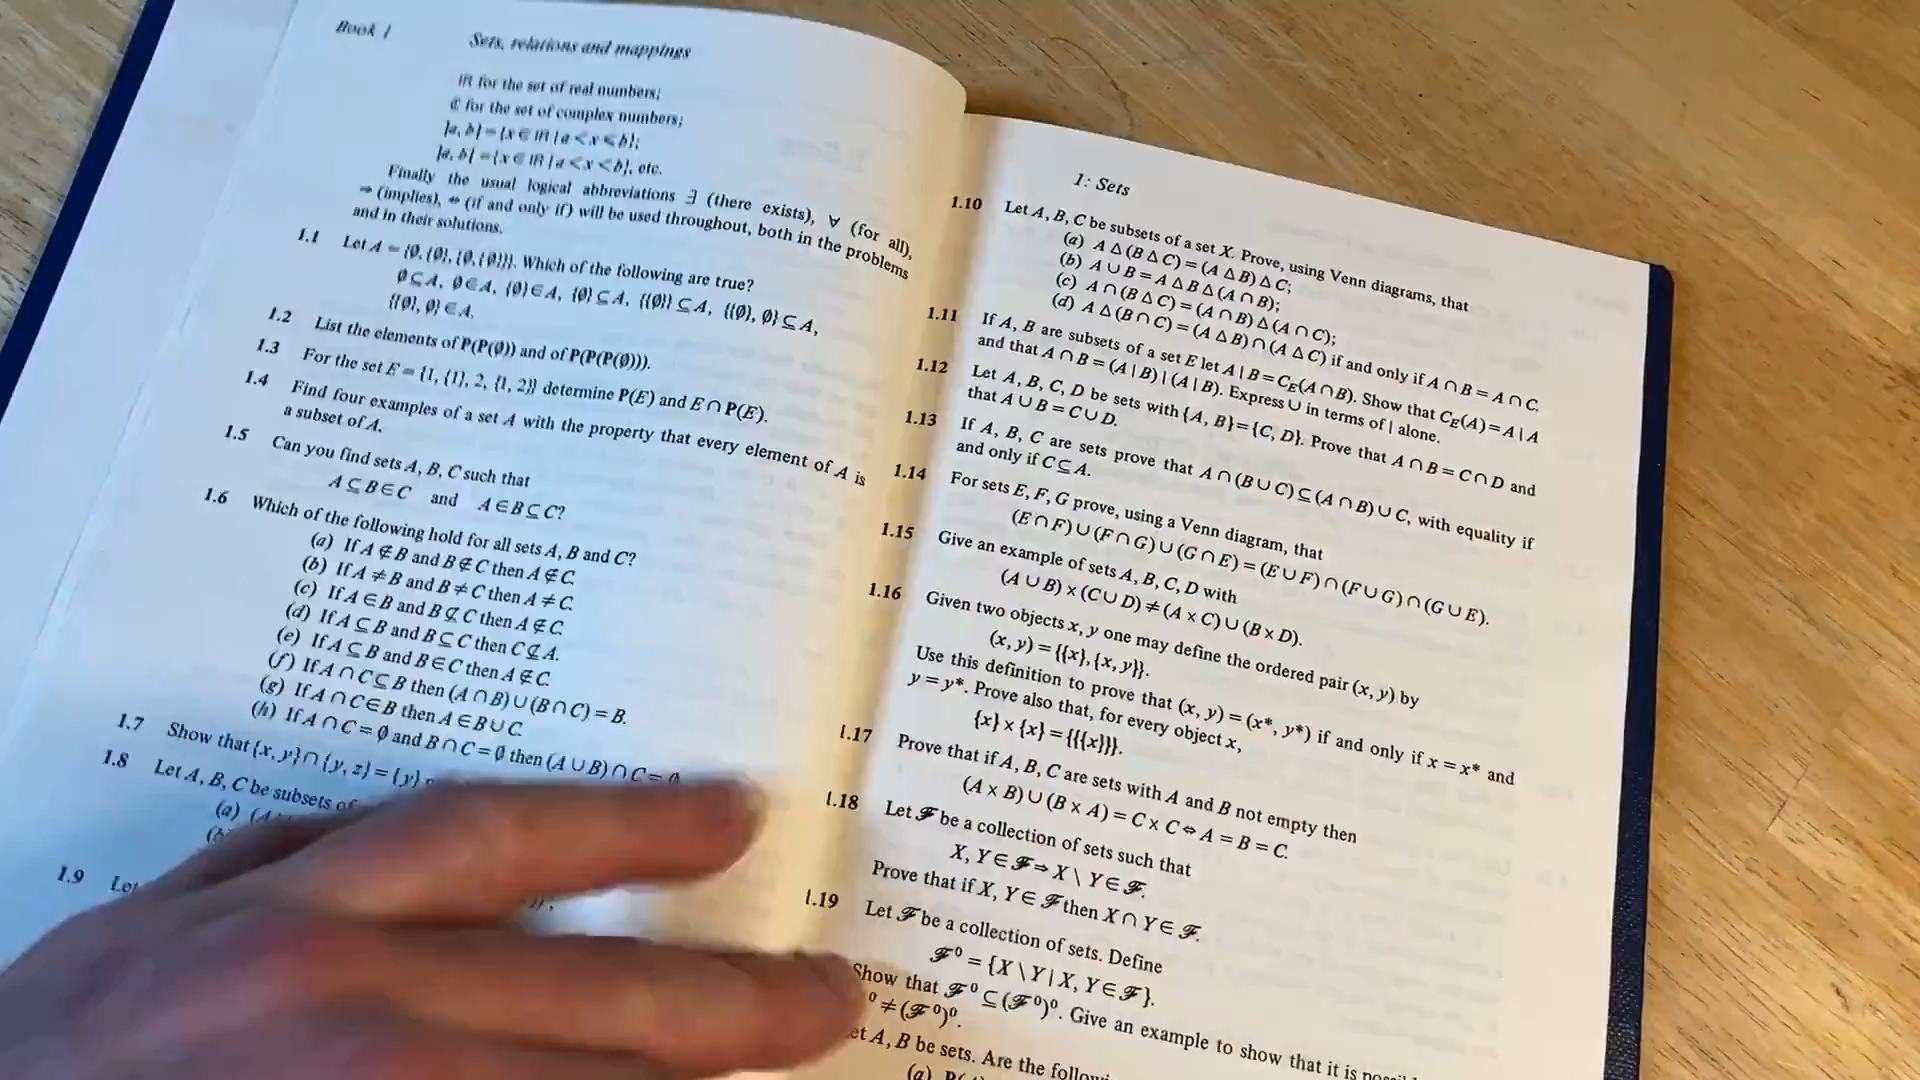 Book 1 Sets, relations and mappings
ℝ for the set of real numbers;
ℂ for the set of complex numbers;
]a, b] = {x ∈ ℝ | a < x ⩽ b};
]a, b[ = {x ∈ ℝ | a < x < b}, etc.
Finally the usual logical abbreviations ∃ (there exists), ∀ (for all),
⇒ (implies), ⇔ (if and only if) will be used throughout, both in the problems
and in their solutions.
1.1 Let A = {∅, {∅}, {∅, {∅}}}. Which of the following are true?
∅ ⊆ A, ∅ ∈ A, {∅} ∈ A, {∅} ⊆ A, {{∅}} ⊆ A, {{∅}, ∅} ⊆ A,
{{∅}, ∅} ∈ A.
1.2 List the elements of P(P(∅)) and of P(P(P(∅))).
1.3 For the set E = {1, {1}, 2, {1, 2}} determine P(E) and E ∩ P(E).
1.4 Find four examples of a set A with the property that every element of A is
a subset of A.
1.5 Can you find sets A, B, C such that
A ⊆ B ∈ C and A ∈ B ⊆ C?
1.6 Which of the following hold for all sets A, B and C?
(a) If A ∉ B and B ∉ C then A ∉ C.
(b) If A ≠ B and B ≠ C then A ≠ C.
(c) If A ∈ B and B ⊈ C then A ∉ C.
(d) If A ⊆ B and B ⊆ C then C ⊈ A.
(e) If A ⊆ B and B ∈ C then A ∉ C.
(f) If A ∩ C ⊆ B then (A ∩ B) ∪ (B ∩ C) = B.
(g) If A ∩ C ∈ B then A ∈ B ∪ C.
(h) If A ∩ C = ∅ and B ∩ C = ∅ then (A ∪ B) ∩ C = ∅
1.7 Show that {x, y} ∩ {y, z} = {y}
1.8 Let A, B, C be subsets of
(a)
1.9 Let
1: Sets
1.10 Let A, B, C be subsets of a set X. Prove, using Venn diagrams, that
(a) A Δ (B Δ C) = (A Δ B) Δ C;
(b) A ∪ B = A Δ B Δ (A ∩ B);
(c) A ∩ (B Δ C) = (A ∩ B) Δ (A ∩ C);
(d) A Δ (B ∩ C) = (A Δ B) ∩ (A Δ C) if and only if A ∩ B = A ∩ C.
1.11 If A, B are subsets of a set E let A | B = C_E(A ∩ B). Show that C_E(A) = A | A
and that A ∩ B = (A | B) | (A | B). Express ∪ in terms of | alone.
1.12 Let A, B, C, D be sets with {A, B} = {C, D}. Prove that A ∩ B = C ∩ D and
that A ∪ B = C ∪ D.
1.13 If A, B, C are sets prove that A ∩ (B ∪ C) ⊆ (A ∩ B) ∪ C, with equality if
and only if C ⊆ A.
1.14 For sets E, F, G prove, using a Venn diagram, that
(E ∩ F) ∪ (F ∩ G) ∪ (G ∩ E) = (E ∪ F) ∩ (F ∪ G) ∩ (G ∪ E).
1.15 Give an example of sets A, B, C, D with
(A ∪ B) × (C ∪ D) ≠ (A × C) ∪ (B × D).
1.16 Given two objects x, y one may define the ordered pair (x, y) by
(x, y) = {{x}, {x, y}}.
Use this definition to prove that (x, y) = (x*, y*) if and only if x = x* and
y = y*. Prove also that, for every object x,
{x} × {x} = {{{x}}}.
1.17 Prove that if A, B, C are sets with A and B not empty then
(A × B) ∪ (B × A) = C × C ⇔ A = B = C.
1.18 Let ℱ be a collection of sets such that
X, Y ∈ ℱ ⇒ X \ Y ∈ ℱ.
Prove that if X, Y ∈ ℱ then X ∩ Y ∈ ℱ.
1.19 Let ℱ be a collection of sets. Define
ℱ⁰ = {X \ Y | X, Y ∈ ℱ}.
Show that ℱ⁰ ⊆ (ℱ⁰)⁰. Give an example to show that it is
⁰ ≠ (ℱ⁰)⁰.
A, B be sets. Are the
(a)